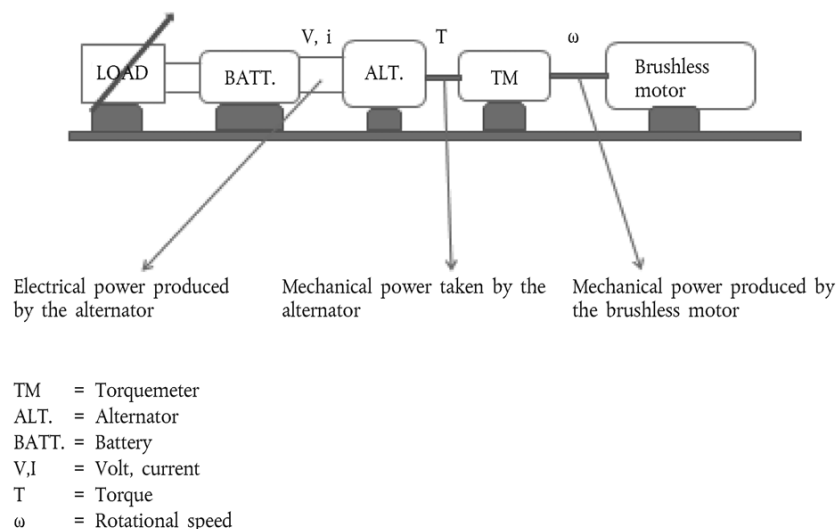 V, i T ω
LOAD BATT. ALT. TM Brushless
motor
Electrical power produced
by the alternator
Mechanical power taken by the
alternator
Mechanical power produced by
the brushless motor
TM = Torquemeter
ALT. = Alternator
BATT. = Battery
V,I = Volt, current
T = Torque
ω = Rotational speed